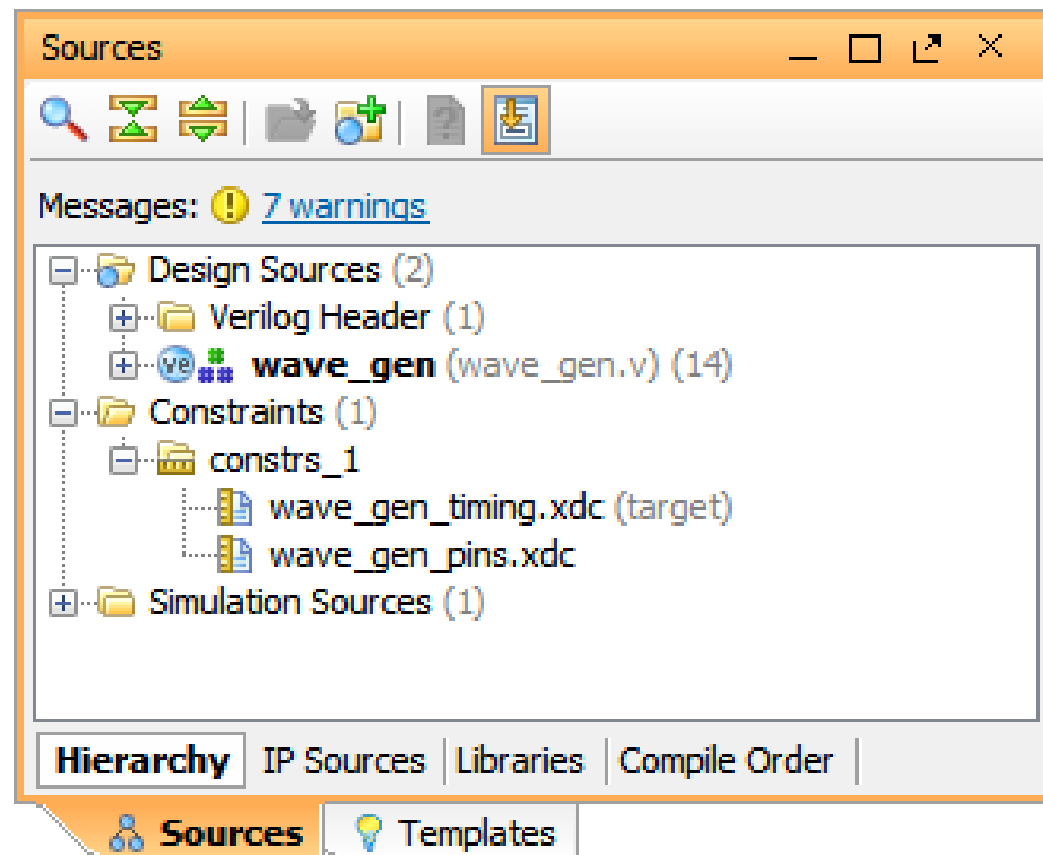 Sources
Messages: 7 warnings
Design Sources (2)
Verilog Header (1)
ve wave_gen (wave_gen.v) (14)
Constraints (1)
constrs_1
wave_gen_timing.xdc (target)
wave_gen_pins.xdc
Simulation Sources (1)
Hierarchy IP Sources Libraries Compile Order
Sources Templates